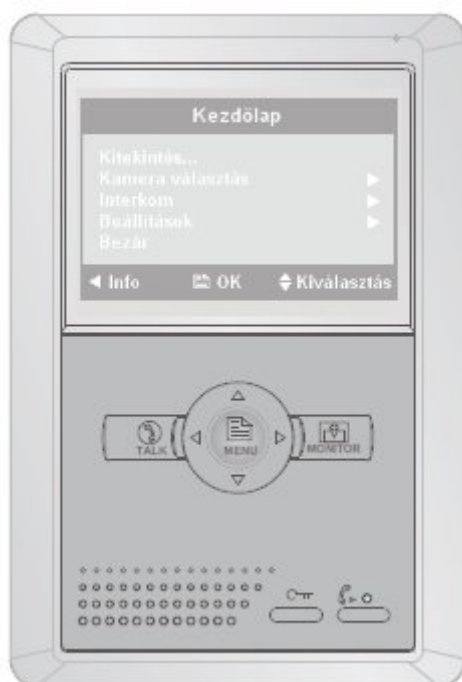 Kezdőlap
Kitekintés...
Kamera választás
Interkom
Beállítások
Bezár
Info OK Kiválasztás
TALK MENU MONITOR